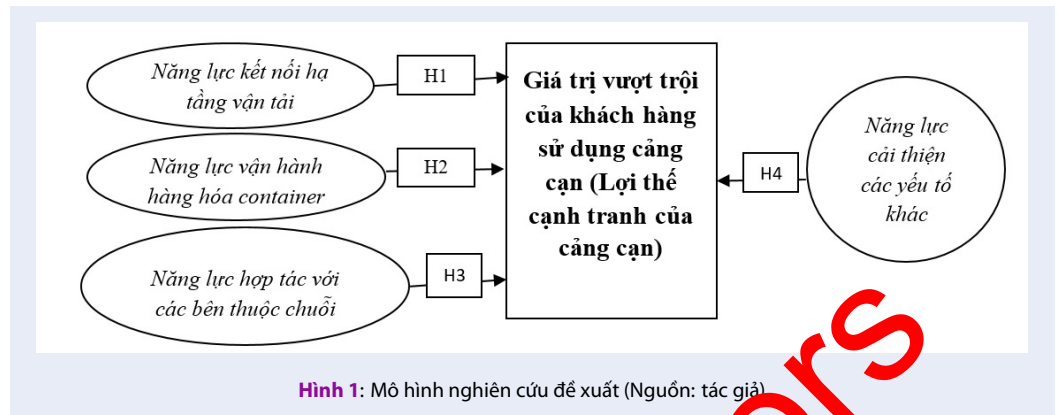 Năng lực kết nối hạ
tầng vận tải
H1
Năng lực vận hành
hàng hóa container
H2
Năng lực hợp tác với
các bên thuộc chuỗi
H3
Giá trị vượt trội
của khách hàng
sử dụng cảng
cạn (Lợi thế
cạnh tranh của
cảng cạn)
H4
Năng lực
cải thiện
các yếu tố
khác
Hình 1: Mô hình nghiên cứu đề xuất (Nguồn: tác giả)
ors